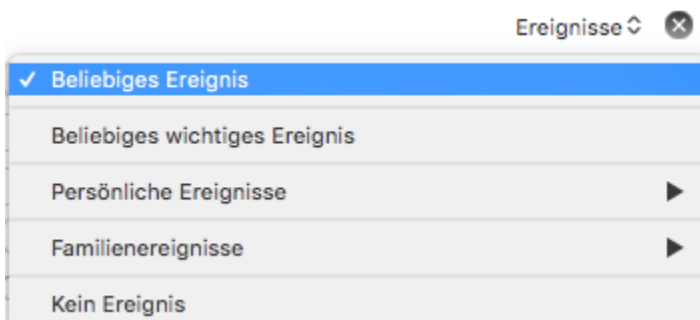 Ereignisse
Beliebiges Ereignis
Beliebiges wichtiges Ereignis
Persönliche Ereignisse
Familienereignisse
Kein Ereignis